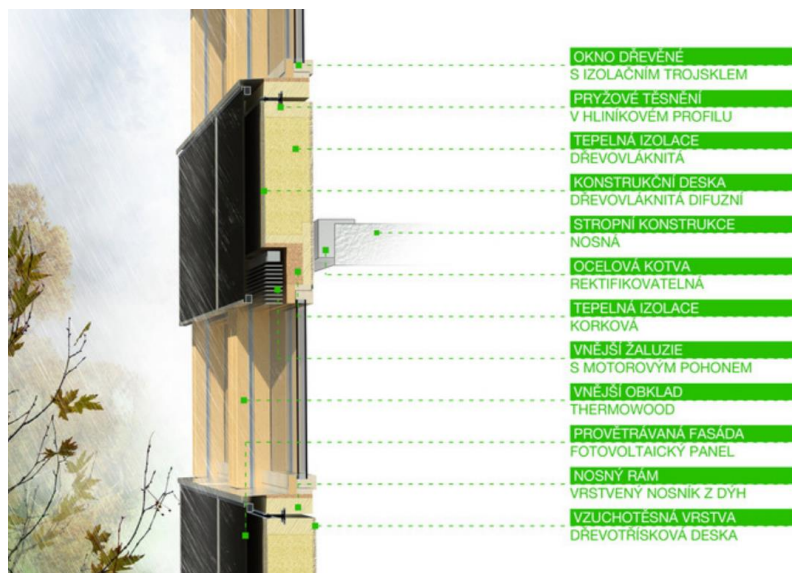 OKNO DŘEVĚNÉ
S IZOLAČNÍM TROJSKLEM
PRYŽOVÉ TĚSNĚNÍ
V HLINÍKOVÉM PROFILU
TEPELNÁ IZOLACE
DŘEVOVLÁKNITÁ
KONSTRUKČNÍ DESKA
DŘEVOVLÁKNITÁ DIFUZNÍ
STROPNÍ KONSTRUKCE
NOSNÁ
OCELOVÁ KOTVA
REKTIFIKOVATELNÁ
TEPELNÁ IZOLACE
KORKOVÁ
VNĚJŠÍ ŽALUZIE
S MOTOROVÝM POHONEM
VNĚJŠÍ OBKLAD
THERMOWOOD
PROVĚTRÁVANÁ FASÁDA
FOTOVOLTAICKÝ PANEL
NOSNÝ RÁM
VRSTVENÝ NOSNÍK Z DÝH
VZUCHOTĚSNÁ VRSTVA
DŘEVOTŘÍSKOVÁ DESKA